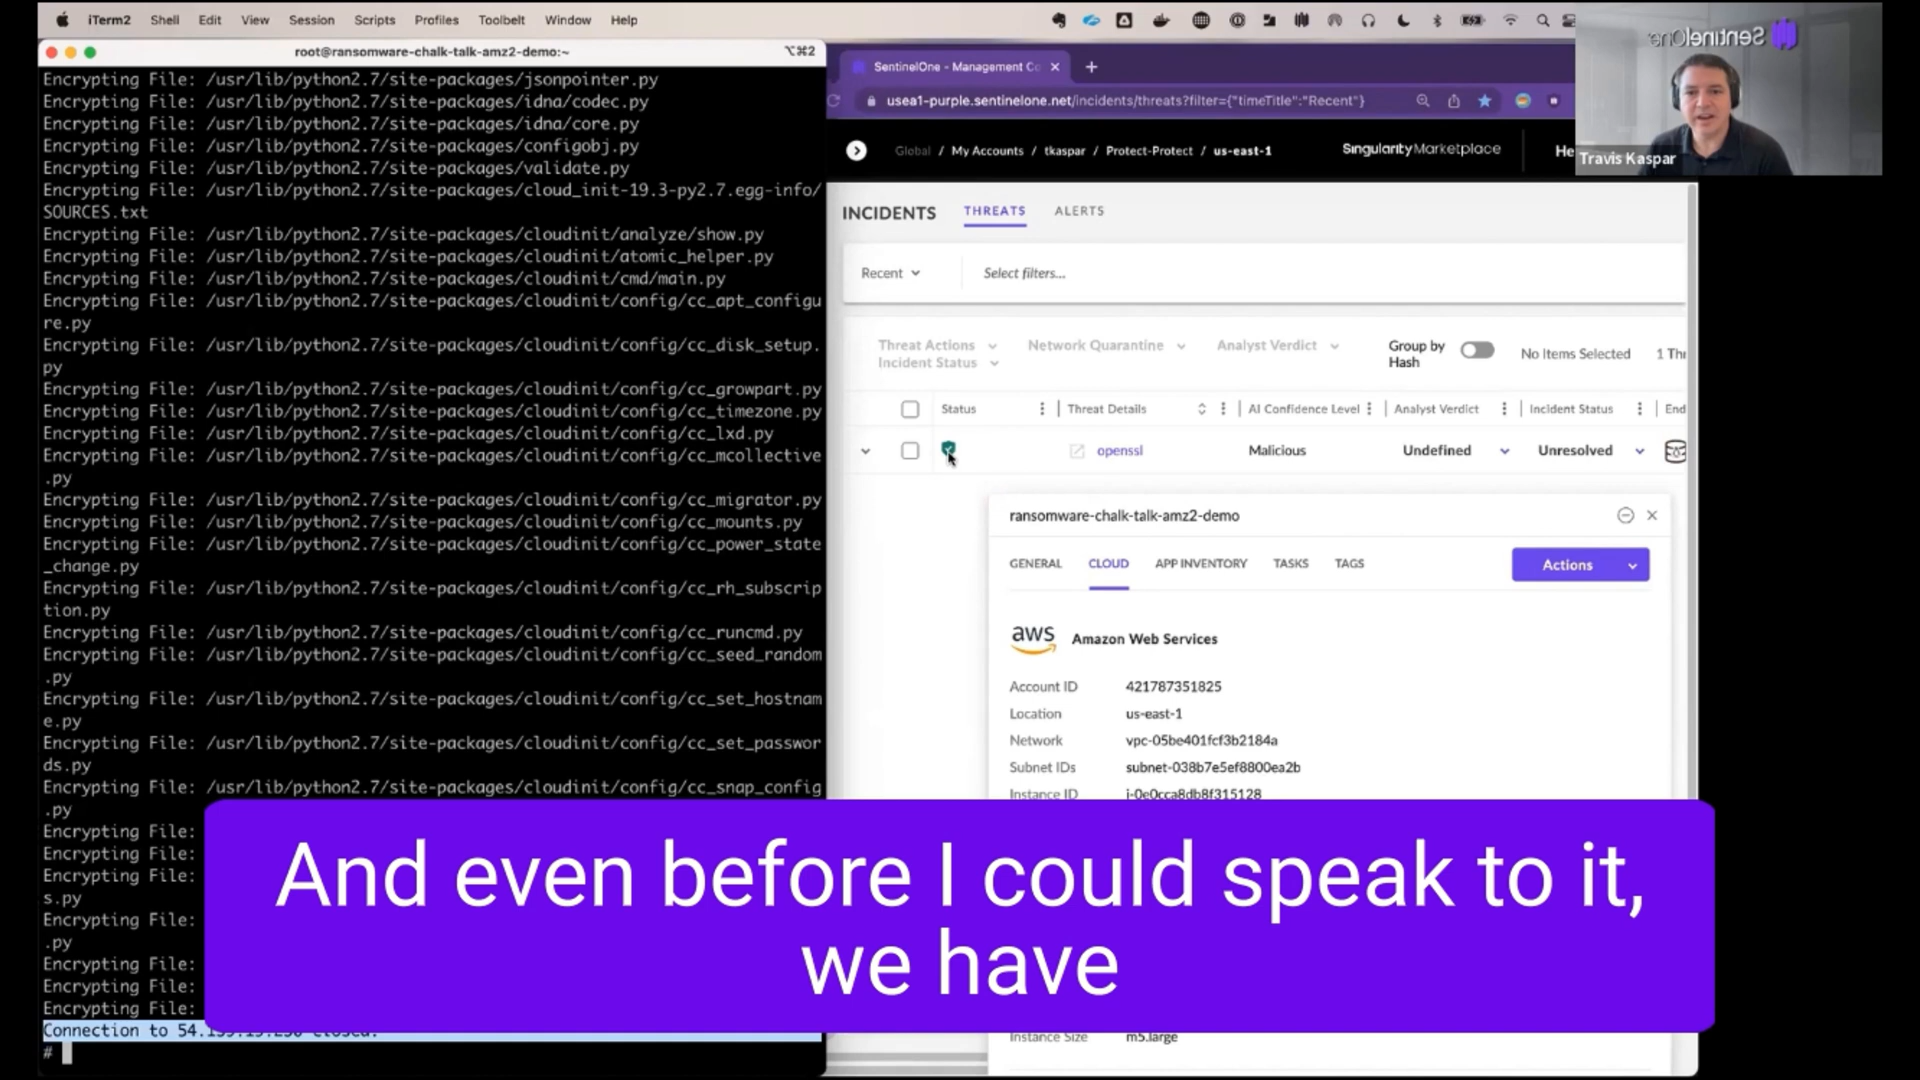 iTerm2 Shell Edit View Session Scripts Profiles Toolbelt Window Help
root@ransomware-chalk-talk-amz2-demo:~ ⌥⌘2
Encrypting File: /usr/lib/python2.7/site-packages/jsonpointer.py
Encrypting File: /usr/lib/python2.7/site-packages/idna/codec.py
Encrypting File: /usr/lib/python2.7/site-packages/idna/core.py
Encrypting File: /usr/lib/python2.7/site-packages/configobj.py
Encrypting File: /usr/lib/python2.7/site-packages/validate.py
Encrypting File: /usr/lib/python2.7/site-packages/cloud_init-19.3-py2.7.egg-info/
SOURCES.txt
Encrypting File: /usr/lib/python2.7/site-packages/cloudinit/analyze/show.py
Encrypting File: /usr/lib/python2.7/site-packages/cloudinit/atomic_helper.py
Encrypting File: /usr/lib/python2.7/site-packages/cloudinit/cmd/main.py
Encrypting File: /usr/lib/python2.7/site-packages/cloudinit/config/cc_apt_configu
re.py
Encrypting File: /usr/lib/python2.7/site-packages/cloudinit/config/cc_disk_setup.
py
Encrypting File: /usr/lib/python2.7/site-packages/cloudinit/config/cc_growpart.py
Encrypting File: /usr/lib/python2.7/site-packages/cloudinit/config/cc_timezone.py
Encrypting File: /usr/lib/python2.7/site-packages/cloudinit/config/cc_lxd.py
Encrypting File: /usr/lib/python2.7/site-packages/cloudinit/config/cc_mcollective
.py
Encrypting File: /usr/lib/python2.7/site-packages/cloudinit/config/cc_migrator.py
Encrypting File: /usr/lib/python2.7/site-packages/cloudinit/config/cc_mounts.py
Encrypting File: /usr/lib/python2.7/site-packages/cloudinit/config/cc_power_state
_change.py
Encrypting File: /usr/lib/python2.7/site-packages/cloudinit/config/cc_rh_subscrip
tion.py
Encrypting File: /usr/lib/python2.7/site-packages/cloudinit/config/cc_runcmd.py
Encrypting File: /usr/lib/python2.7/site-packages/cloudinit/config/cc_seed_random
.py
Encrypting File: /usr/lib/python2.7/site-packages/cloudinit/config/cc_set_hostnam
e.py
Encrypting File: /usr/lib/python2.7/site-packages/cloudinit/config/cc_set_passwor
ds.py
Encrypting File: /usr/lib/python2.7/site-packages/cloudinit/config/cc_snap_config
.py
Encrypting File:
Encrypting File:
Encrypting File:
s.py
Encrypting File:
.py
Encrypting File:
Encrypting File:
Encrypting File:
Connection to
#
SentinelOne - Management Co
usea1-purple.sentinelone.net/incidents/threats?filter={"timeTitle":"Recent"}
Global / My Accounts / tkaspar / Protect-Protect / us-east-1 SingularityMarketplace He
SentinelOne
Travis Kaspar
INCIDENTS THREATS ALERTS
Recent Select filters...
Threat Actions Network Quarantine Analyst Verdict Group by Hash No Items Selected 1 Thr
Incident Status
Status Threat Details AI Confidence Level Analyst Verdict Incident Status End
openssl Malicious Undefined Unresolved
ransomware-chalk-talk-amz2-demo
GENERAL CLOUD APP INVENTORY TASKS TAGS Actions
aws Amazon Web Services
Account ID 421787351825
Location us-east-1
Network vpc-05be401fcf3b2184a
Subnet IDs subnet-038b7e5ef8800ea2b
Instance ID i-0e0cca8db8f315128
Instance Size m5.large
And even before I could speak to it,
we have